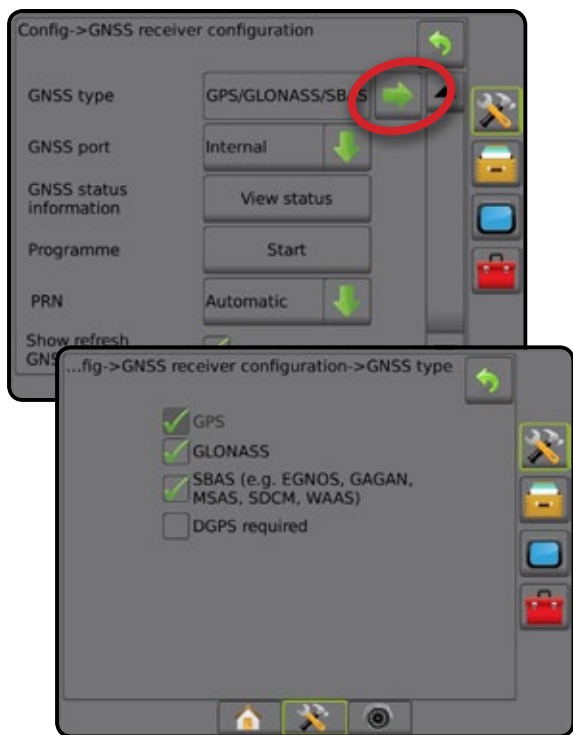 Config->GNSS receiver configuration
GNSS type GPS/GLONASS/SBAS
GNSS port Internal
GNSS status
information
View status
Programme Start
PRN Automatic
Show refresh
...fig->GNSS receiver configuration->GNSS type
GPS
GLONASS
SBAS (e.g. EGNOS, GAGAN,
MSAS, SDCM, WAAS)
DGPS required